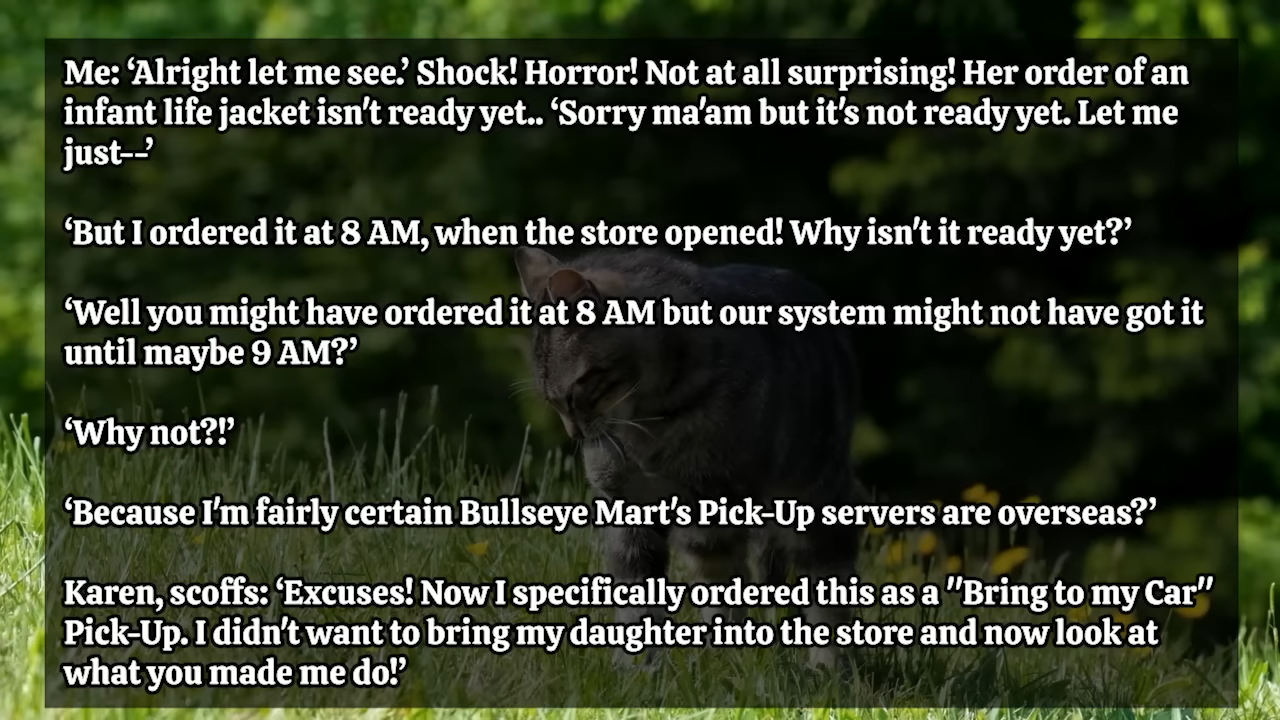 Me: ‘Alright let me see.’ Shock! Horror! Not at all surprising! Her order of an
infant life jacket isn't ready yet.. ‘Sorry ma'am but it's not ready yet. Let me
just--’
‘But I ordered it at 8 AM, when the store opened! Why isn't it ready yet?’
‘Well you might have ordered it at 8 AM but our system might not have got it
until maybe 9 AM?’
‘Why not?!’
‘Because I'm fairly certain Bullseye Mart's Pick-Up servers are overseas?’
Karen, scoffs: ‘Excuses! Now I specifically ordered this as a "Bring to my Car"
Pick-Up. I didn't want to bring my daughter into the store and now look at
what you made me do!’